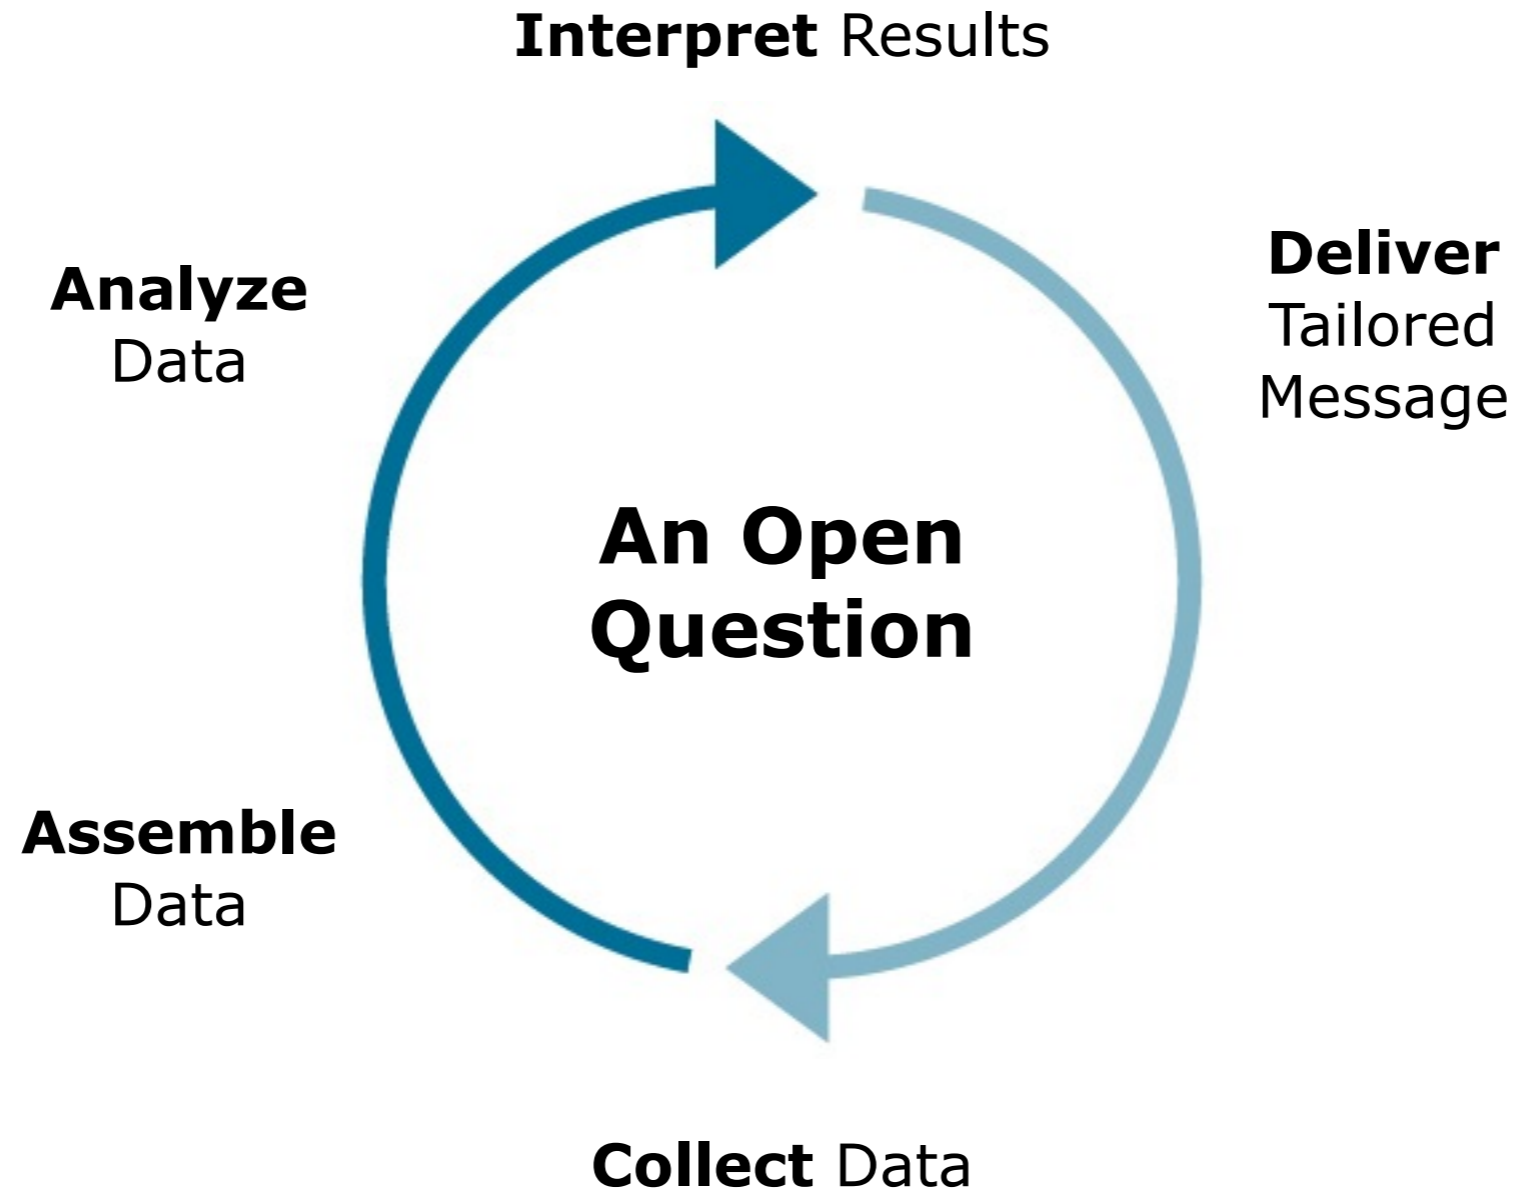 Interpret Results
Analyze
Data
Deliver
Tailored
Message
An Open
Question
Assemble
Data
Collect Data